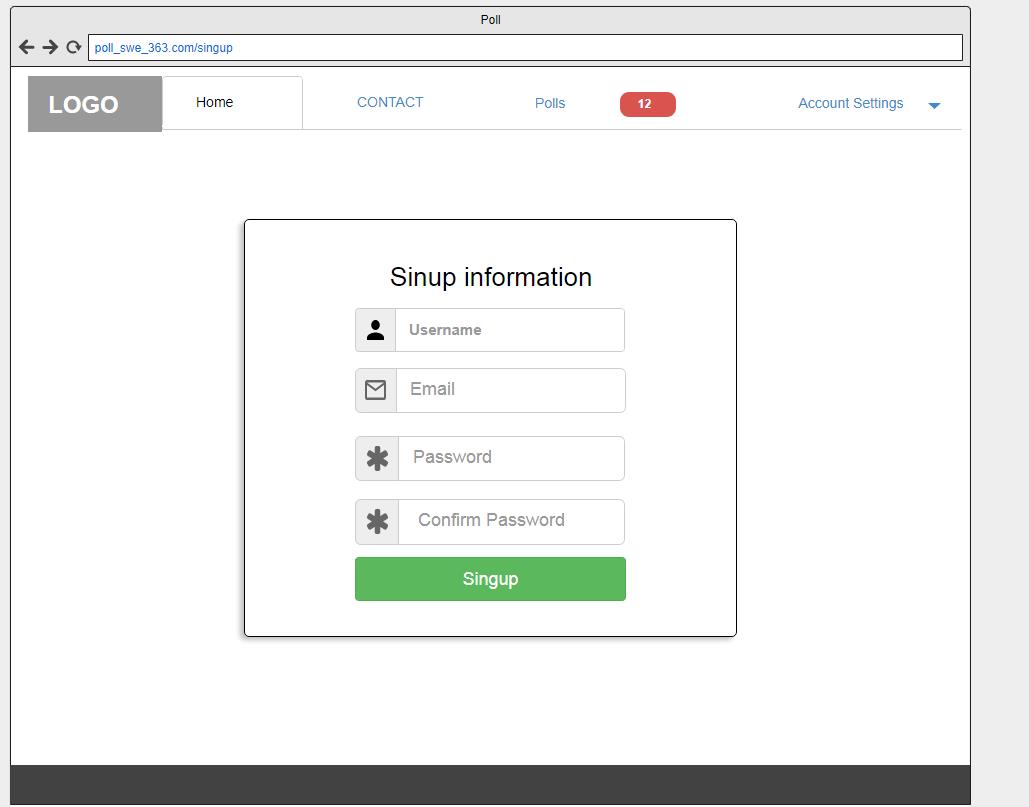 Poll
poll_swe_363.com/singup
LOGO Home CONTACT Polls 12 Account Settings
Sinup information
Username
Email
Password
Confirm Password
Singup